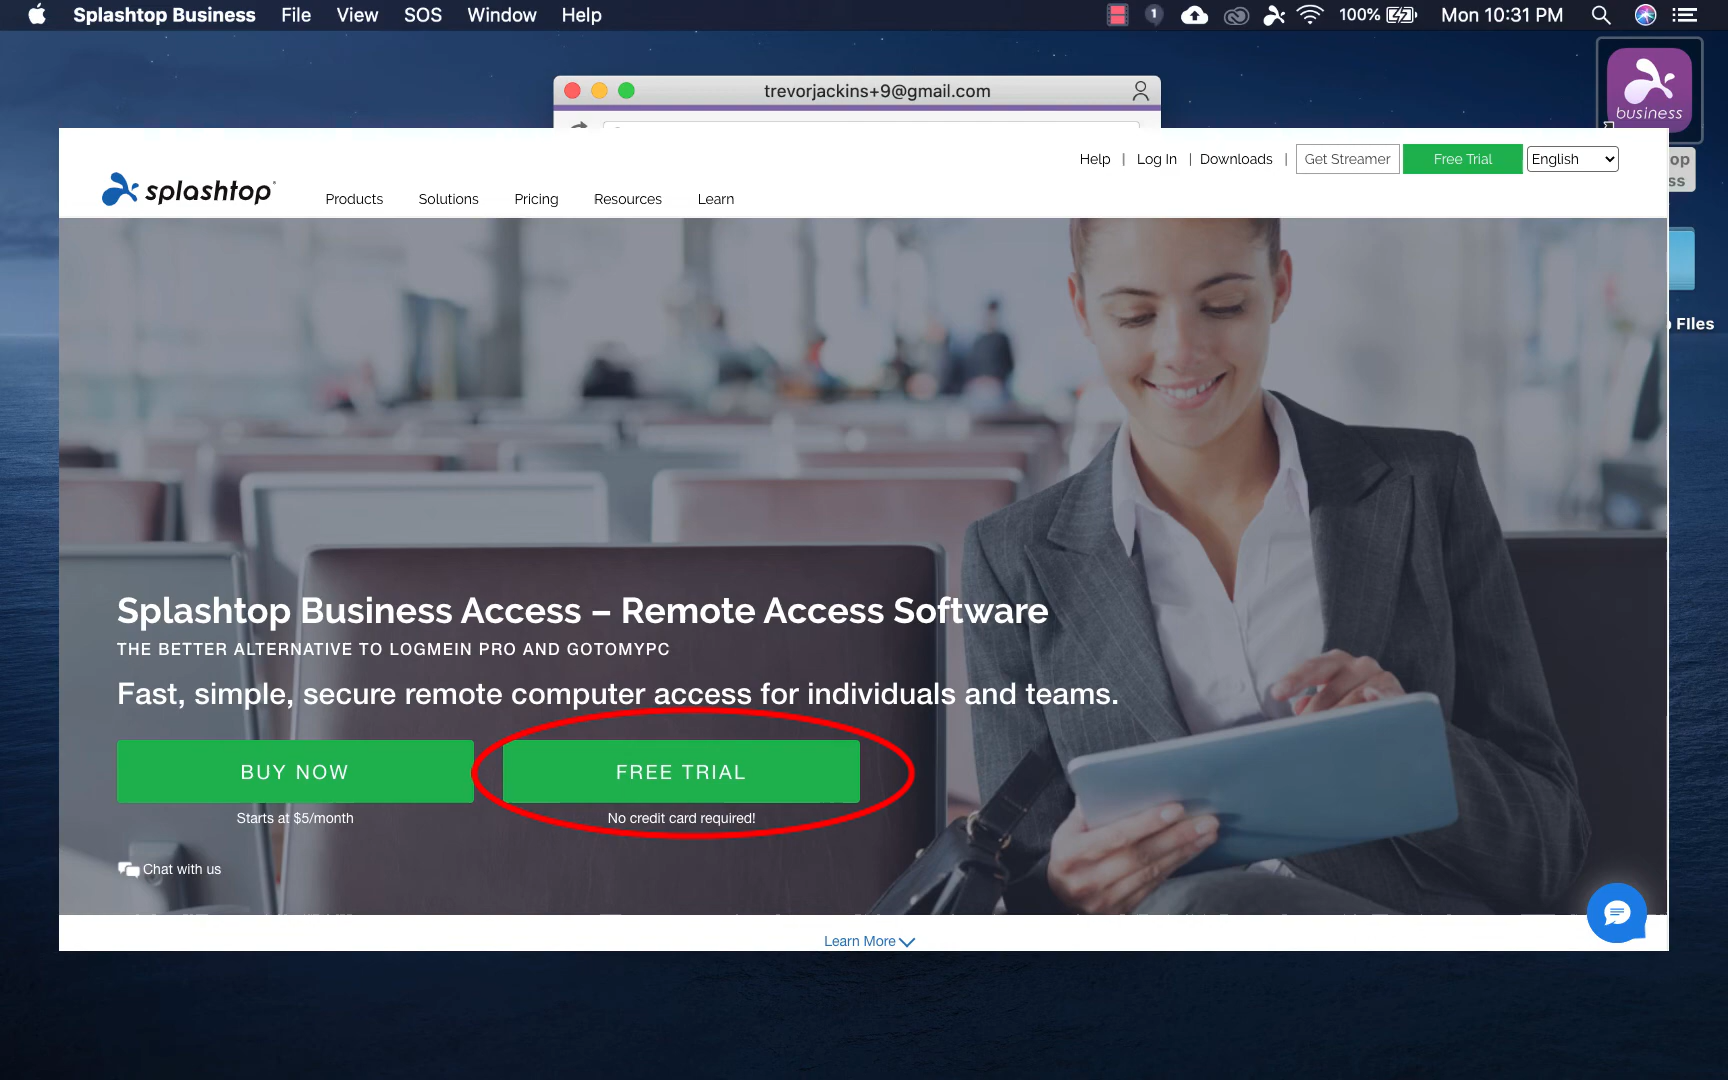 Splashtop Business File View SOS Window Help 1 100% Mon 10:31 PM
trevorjackins+9@gmail.com
business
Help | Log In | Downloads | Get Streamer Free Trial English
op
ss
splashtop
Products Solutions Pricing Resources Learn
FIles
Splashtop Business Access – Remote Access Software
THE BETTER ALTERNATIVE TO LOGMEIN PRO AND GOTOMYPC
Fast, simple, secure remote computer access for individuals and teams.
BUY NOW FREE TRIAL
Starts at $5/month No credit card required!
Chat with us
Learn More